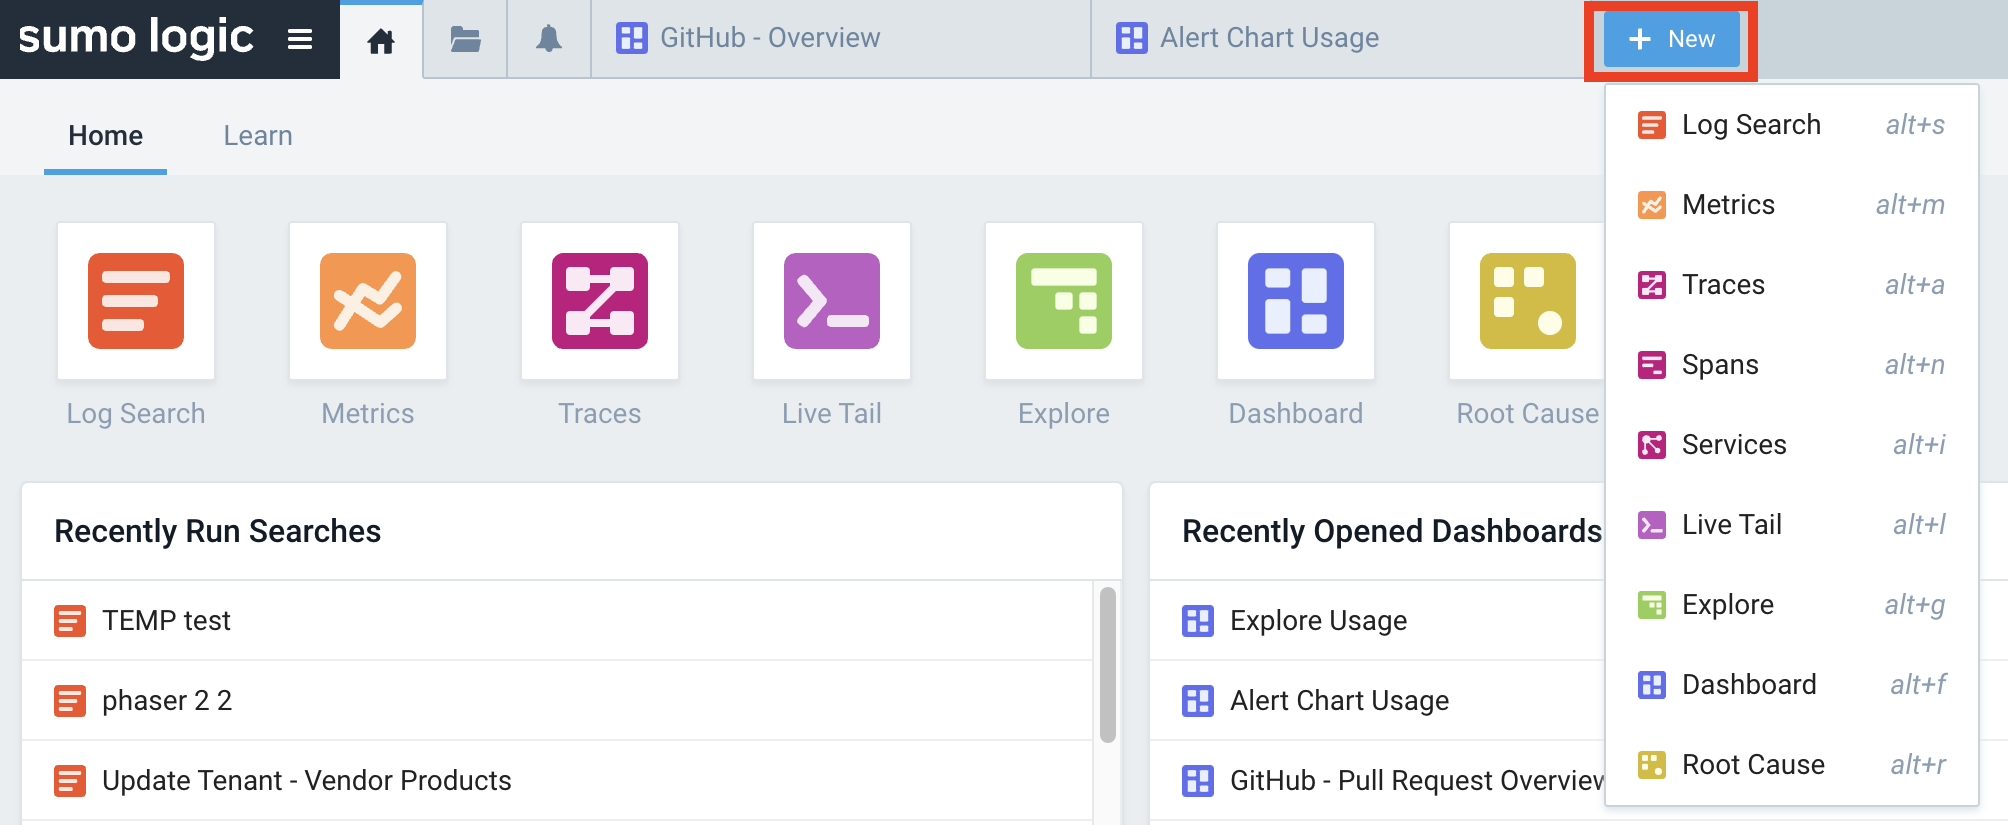 sumo logic
GitHub - Overview
Alert Chart Usage
New
Home
Learn
Log Search
Metrics
Traces
Live Tail
Explore
Dashboard
Root Cause
Log Search alt+s
Metrics alt+m
Traces alt+a
Spans alt+n
Services alt+i
Live Tail alt+l
Explore alt+g
Dashboard alt+f
Root Cause alt+r
Recently Run Searches
TEMP test
phaser 2 2
Update Tenant - Vendor Products
Recently Opened Dashboards
Explore Usage
Alert Chart Usage
GitHub - Pull Request Overview